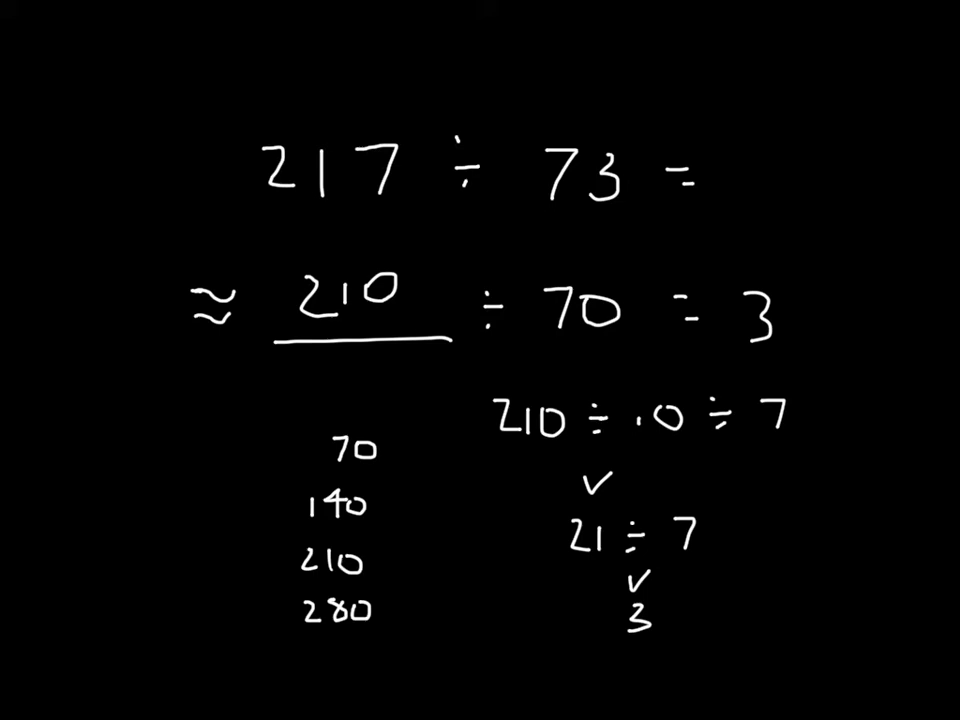 217 ÷ 73 =
≈ 210 ÷ 70 = 3
210 ÷ 10 ÷ 7
70
140
210
280
21 ÷ 7
3